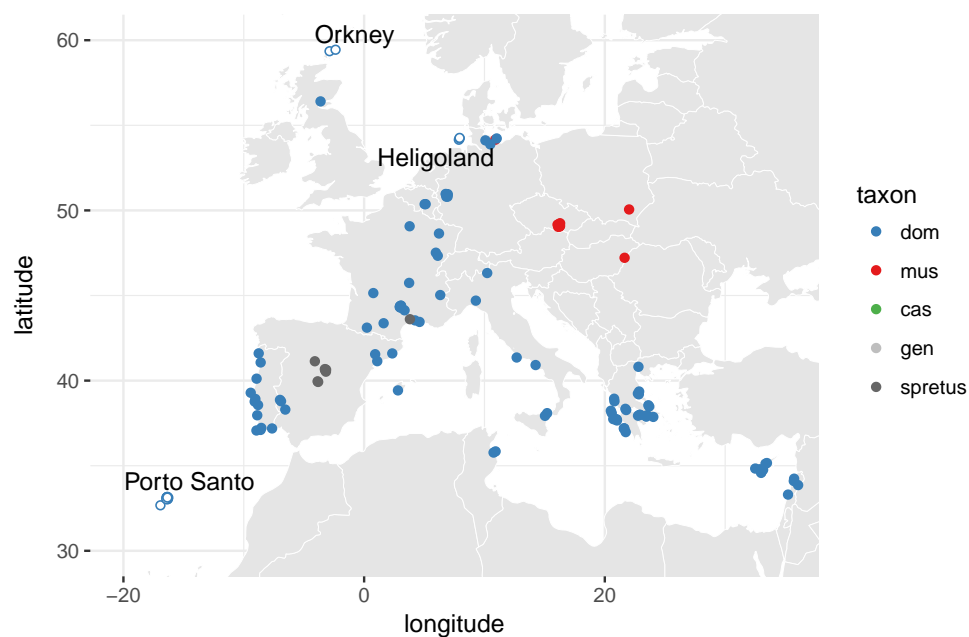 60
50
40
30
−20
0
20
longitude
latitude
Orkney
Heligoland
Porto Santo
taxon
dom
mus
cas
gen
spretus